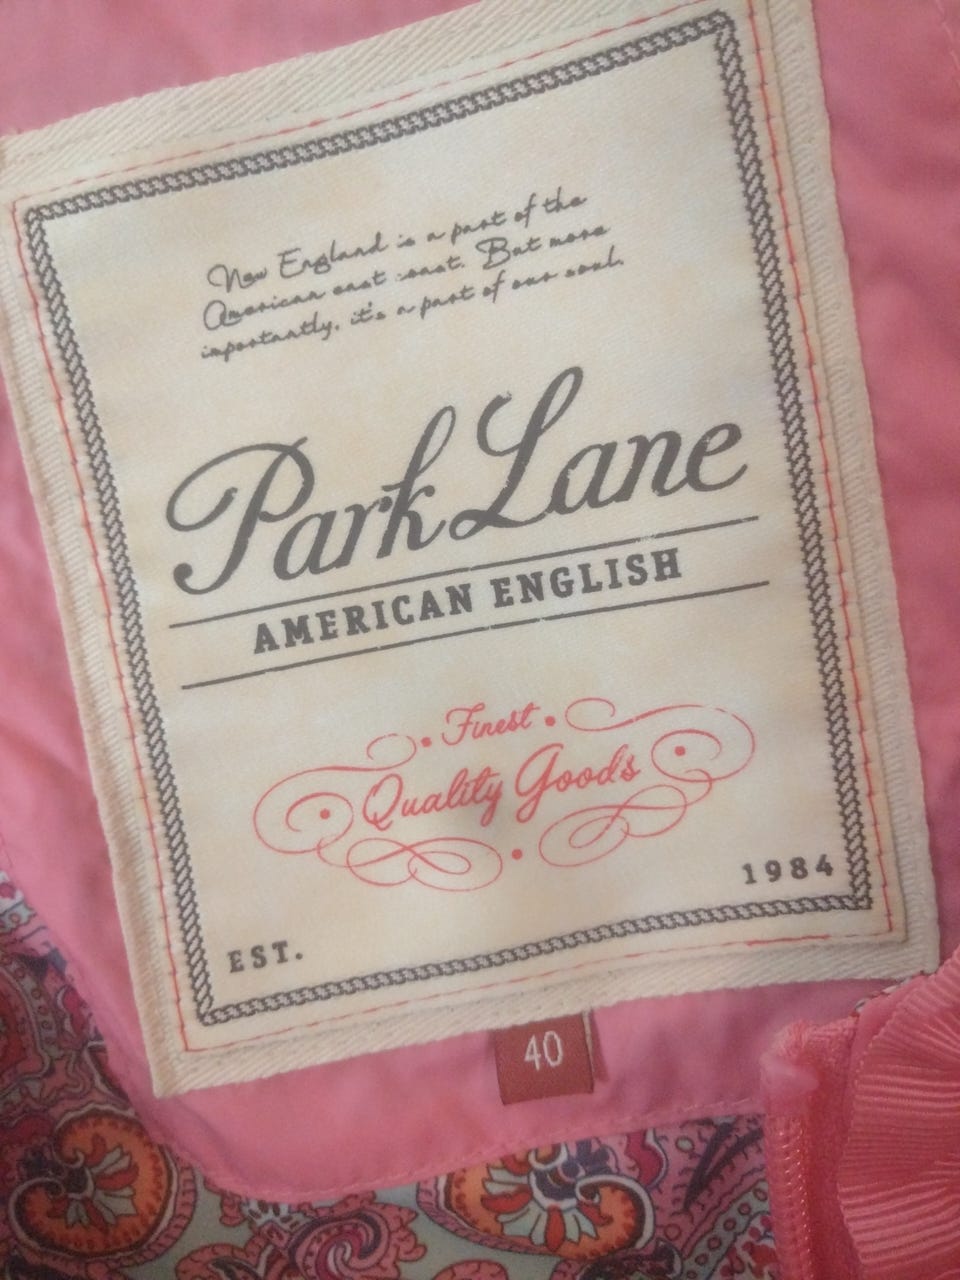 New England is a part of the
American east coast. But more
importantly, it's a part of our soul.
Park Lane
AMERICAN ENGLISH
Finest
Quality Goods
1984
EST.
40